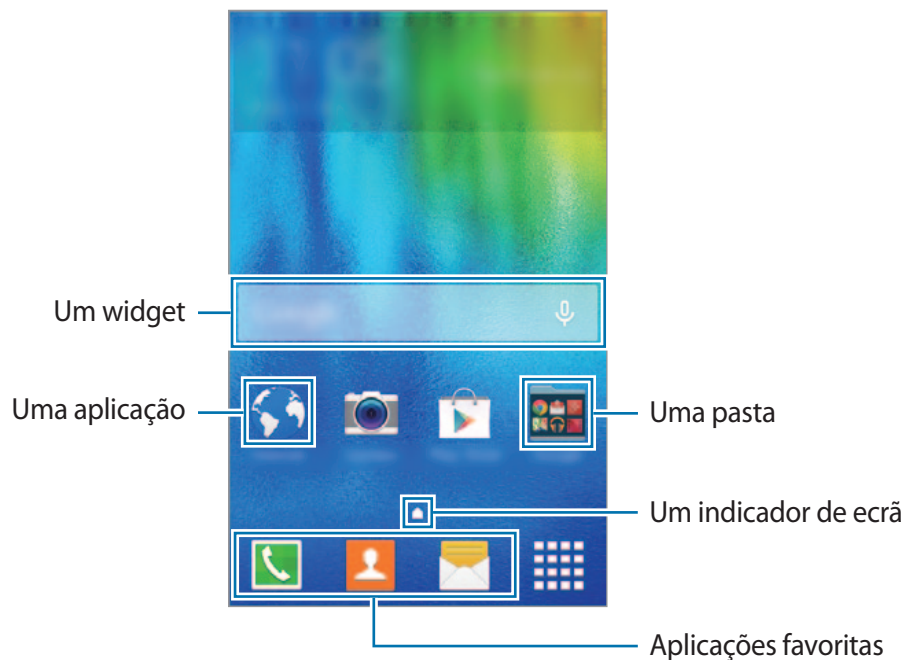 Um widget
Uma aplicação
Uma pasta
Um indicador de ecrã
Aplicações favoritas